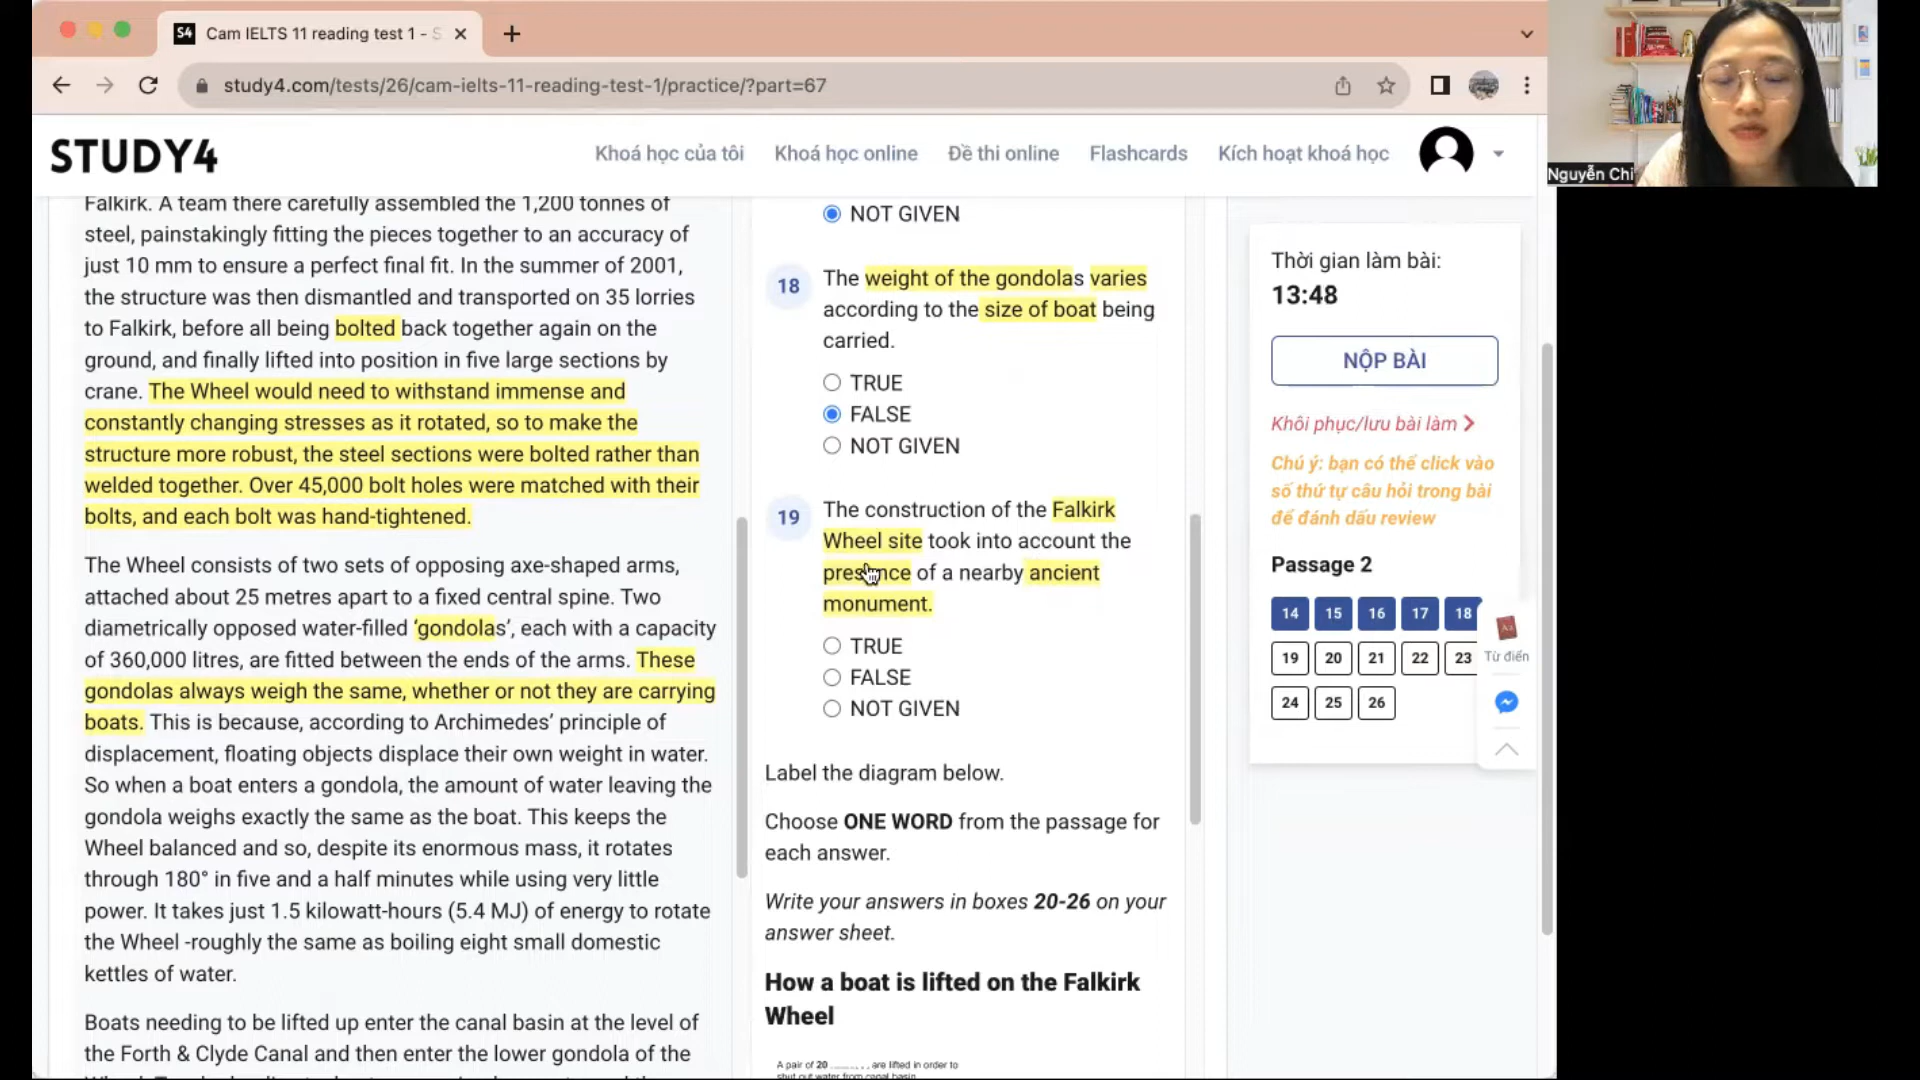 S4 Cam IELTS 11 reading test 1 - S
study4.com/tests/26/cam-ielts-11-reading-test-1/practice/?part=67
STUDY4
Khoá học của tôi
Khoá học online
Đề thi online
Flashcards
Kích hoạt khoá học
Nguyễn Chi
Falkirk. A team there carefully assembled the 1,200 tonnes of
steel, painstakingly fitting the pieces together to an accuracy of
just 10 mm to ensure a perfect final fit. In the summer of 2001,
the structure was then dismantled and transported on 35 lorries
to Falkirk, before all being bolted back together again on the
ground, and finally lifted into position in five large sections by
crane. The Wheel would need to withstand immense and
constantly changing stresses as it rotated, so to make the
structure more robust, the steel sections were bolted rather than
welded together. Over 45,000 bolt holes were matched with their
bolts, and each bolt was hand-tightened.
The Wheel consists of two sets of opposing axe-shaped arms,
attached about 25 metres apart to a fixed central spine. Two
diametrically opposed water-filled ‘gondolas’, each with a capacity
of 360,000 litres, are fitted between the ends of the arms. These
gondolas always weigh the same, whether or not they are carrying
boats. This is because, according to Archimedes’ principle of
displacement, floating objects displace their own weight in water.
So when a boat enters a gondola, the amount of water leaving the
gondola weighs exactly the same as the boat. This keeps the
Wheel balanced and so, despite its enormous mass, it rotates
through 180° in five and a half minutes while using very little
power. It takes just 1.5 kilowatt-hours (5.4 MJ) of energy to rotate
the Wheel -roughly the same as boiling eight small domestic
kettles of water.
Boats needing to be lifted up enter the canal basin at the level of
the Forth & Clyde Canal and then enter the lower gondola of the
NOT GIVEN
18
The weight of the gondolas varies
according to the size of boat being
carried.
TRUE
FALSE
NOT GIVEN
19
The construction of the Falkirk
Wheel site took into account the
presence of a nearby ancient
monument.
TRUE
FALSE
NOT GIVEN
Label the diagram below.
Choose ONE WORD from the passage for
each answer.
Write your answers in boxes 20-26 on your
answer sheet.
How a boat is lifted on the Falkirk
Wheel
A pair of 20 ........... are lifted in order to
shut out water from canal basin
Thời gian làm bài:
13:48
NỘP BÀI
Khôi phục/lưu bài làm
Chú ý: bạn có thể click vào
số thứ tự câu hỏi trong bài
để đánh dấu review
Passage 2
14 15 16 17 18
19 20 21 22 23
24 25 26
Từ điển